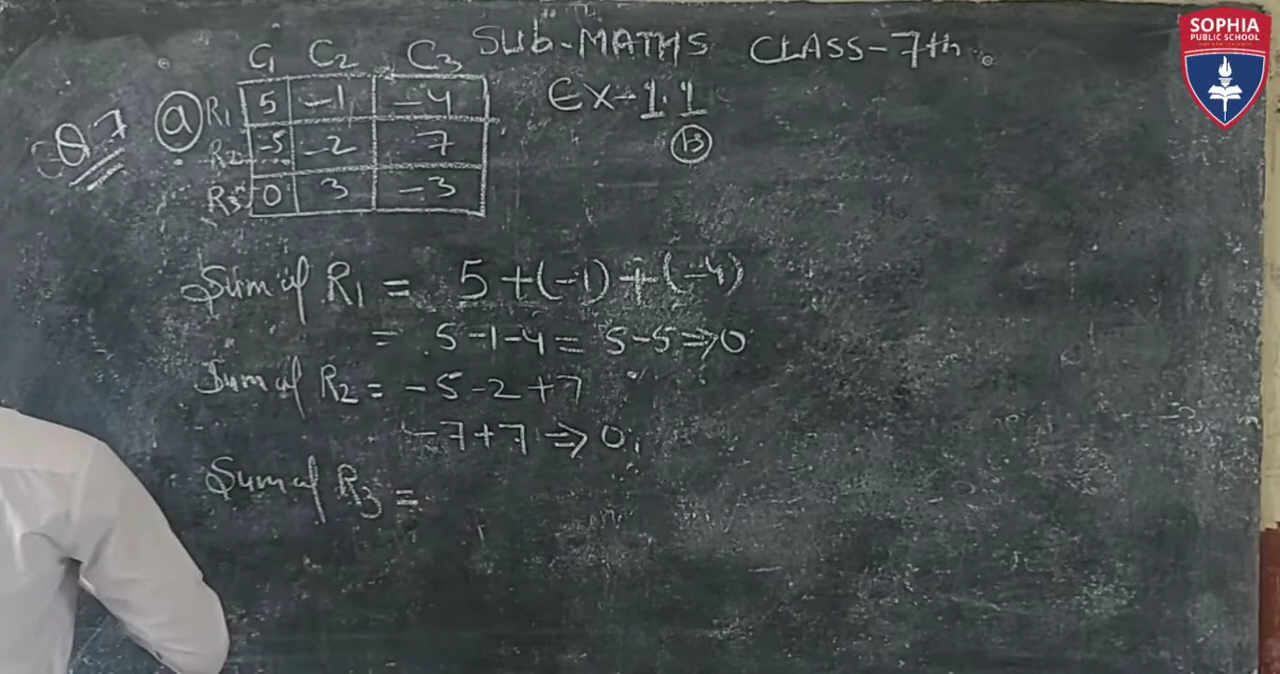 SUB-MATHS CLASS-7th.
SOPHIA
PUBLIC SCHOOL
C1 C2 C3
EX-1.1
B
Q.7 a R1 5 -1 -4
R2 -5 -2 7
R3 0 3 -3
Sum of R1 = 5+(-1)+(-4)
= 5-1-4 = 5-5 ⇒ 0
Sum of R2 = -5-2+7
-7+7 ⇒ 0
Sum of R3 =